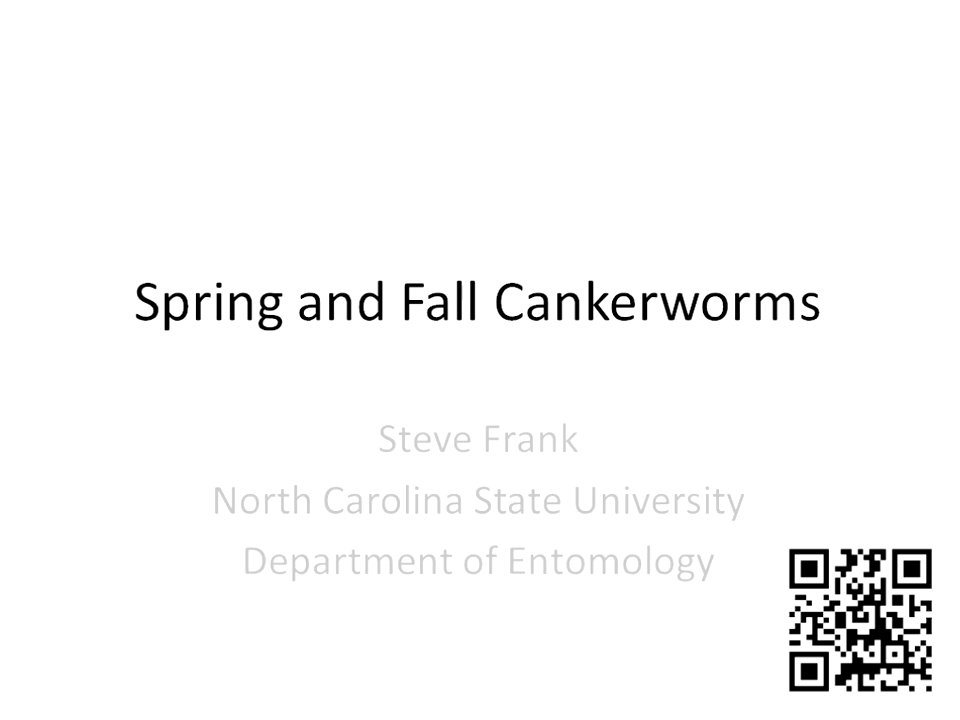 Spring and Fall Cankerworms
Steve Frank
North Carolina State University
Department of Entomology